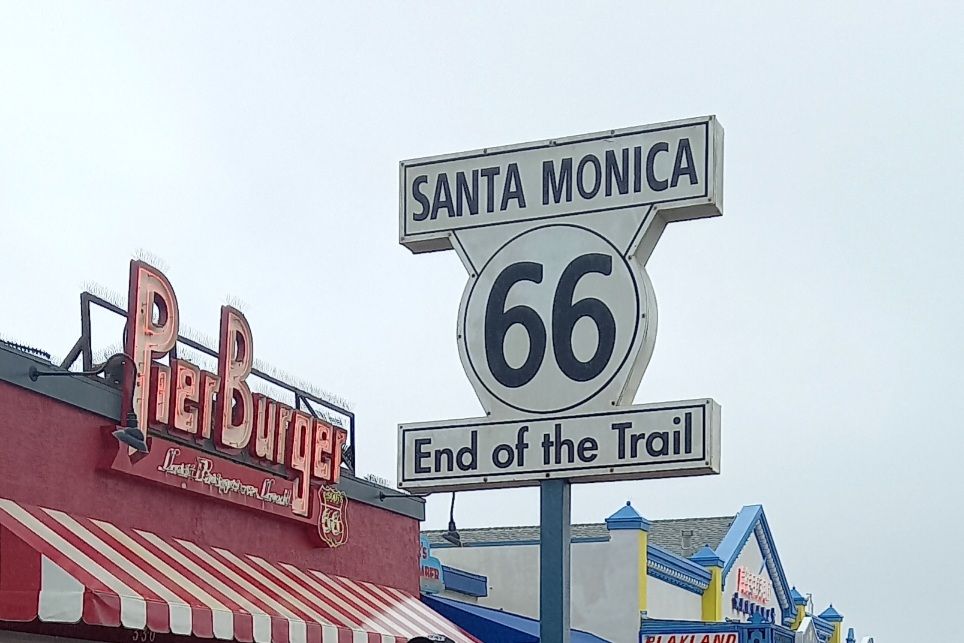 SANTA MONICA
66
End of the Trail
PierBurger
66
PLAYLAND